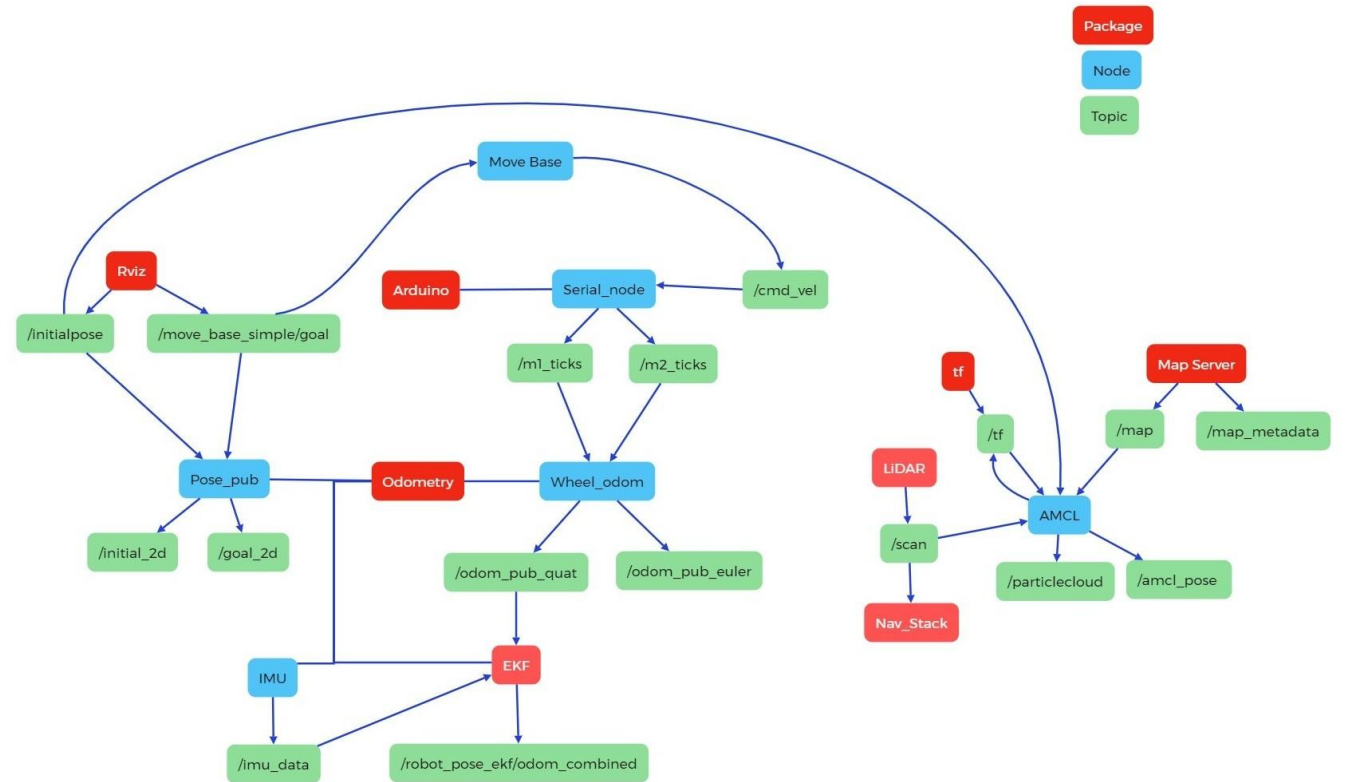 Package
Node
Topic
Move Base
Rviz
Arduino
Serial_node
/cmd_vel
/initialpose
/move_base_simple/goal
/m1_ticks
/m2_ticks
tf
Map Server
/tf
/map
/map_metadata
LiDAR
Pose_pub
Odometry
Wheel_odom
AMCL
/scan
/initial_2d
/goal_2d
/odom_pub_quat
/odom_pub_euler
/particlecloud
/amcl_pose
Nav_Stack
IMU
EKF
/imu_data
/robot_pose_ekf/odom_combined